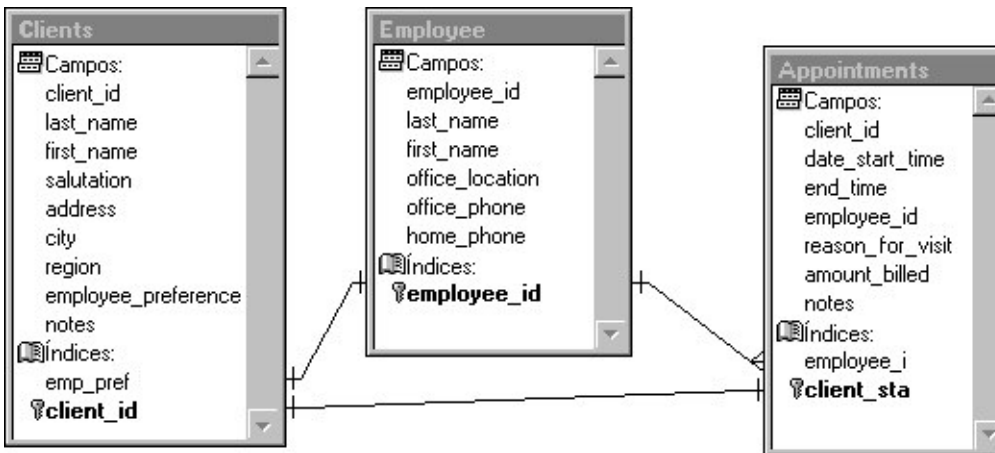 Clients
Campos:
client_id
last_name
first_name
salutation
address
city
region
employee_preference
notes
Índices:
emp_pref
client_id
Employee
Campos:
employee_id
last_name
first_name
office_location
office_phone
home_phone
Índices:
employee_id
Appointments
Campos:
client_id
date_start_time
end_time
employee_id
reason_for_visit
amount_billed
notes
Índices:
employee_i
client_sta